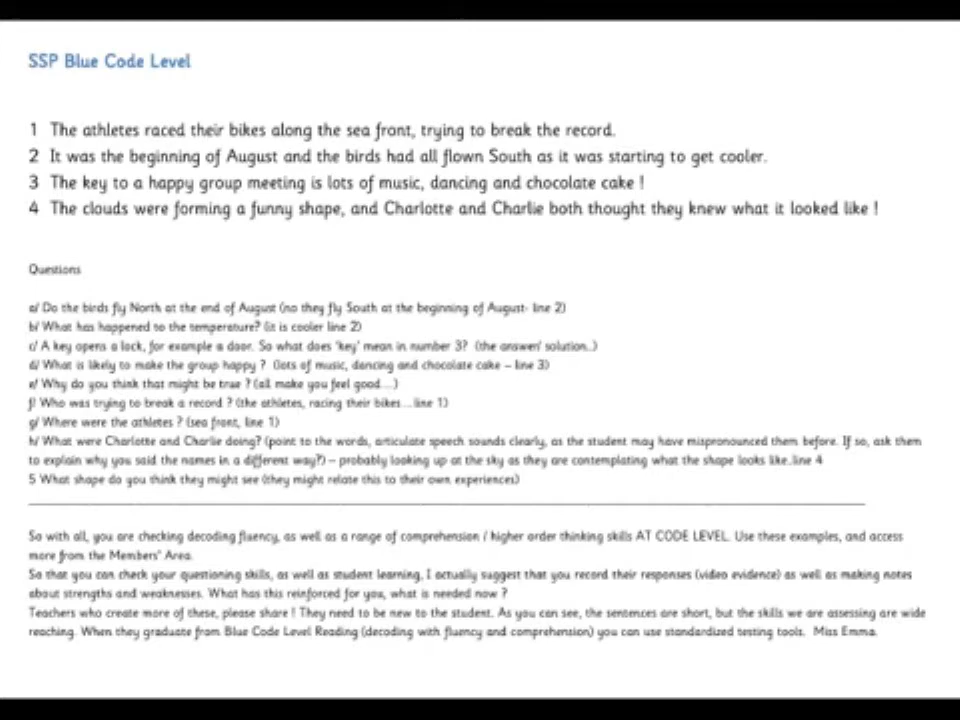 SSP Blue Code Level
1 The athletes raced their bikes along the sea front, trying to break the record.
2 It was the beginning of August and the birds had all flown South as it was starting to get cooler.
3 The key to a happy group meeting is lots of music, dancing and chocolate cake !
4 The clouds were forming a funny shape, and Charlotte and Charlie both thought they knew what it looked like !
Questions
a/ Do the birds fly North at the end of August (no they fly South at the beginning of August- line 2)
b/ What has happened to the temperature? (it is cooler line 2)
c/ A key opens a lock, for example a door. So what does 'key' mean in number 3? (the answer/ solution..)
d/ What is likely to make the group happy ? (lots of music, dancing and chocolate cake – line 3)
e/ Why do you think that might be true ? (all make you feel good....)
f/ Who was trying to break a record ? (the athletes, racing their bikes....line 1)
g/ Where were the athletes ? (sea front, line 1)
h/ What were Charlotte and Charlie doing? (point to the words, articulate speech sounds clearly, as the student may have mispronounced them before. If so, ask them
to explain why you said the names in a different way?) – probably looking up at the sky as they are contemplating what the shape looks like..line 4
5 What shape do you think they might see (they might relate this to their own experiences)
So with all, you are checking decoding fluency, as well as a range of comprehension / higher order thinking skills AT CODE LEVEL. Use these examples, and access
more from the Members' Area.
So that you can check your questioning skills, as well as student learning, I actually suggest that you record their responses (video evidence) as well as making notes
about strengths and weaknesses. What has this reinforced for you, what is needed now ?
Teachers who create more of these, please share ! They need to be new to the student. As you can see, the sentences are short, but the skills we are assessing are wide
reaching. When they graduate from Blue Code Level Reading (decoding with fluency and comprehension) you can use standardized testing tools. Miss Emma.